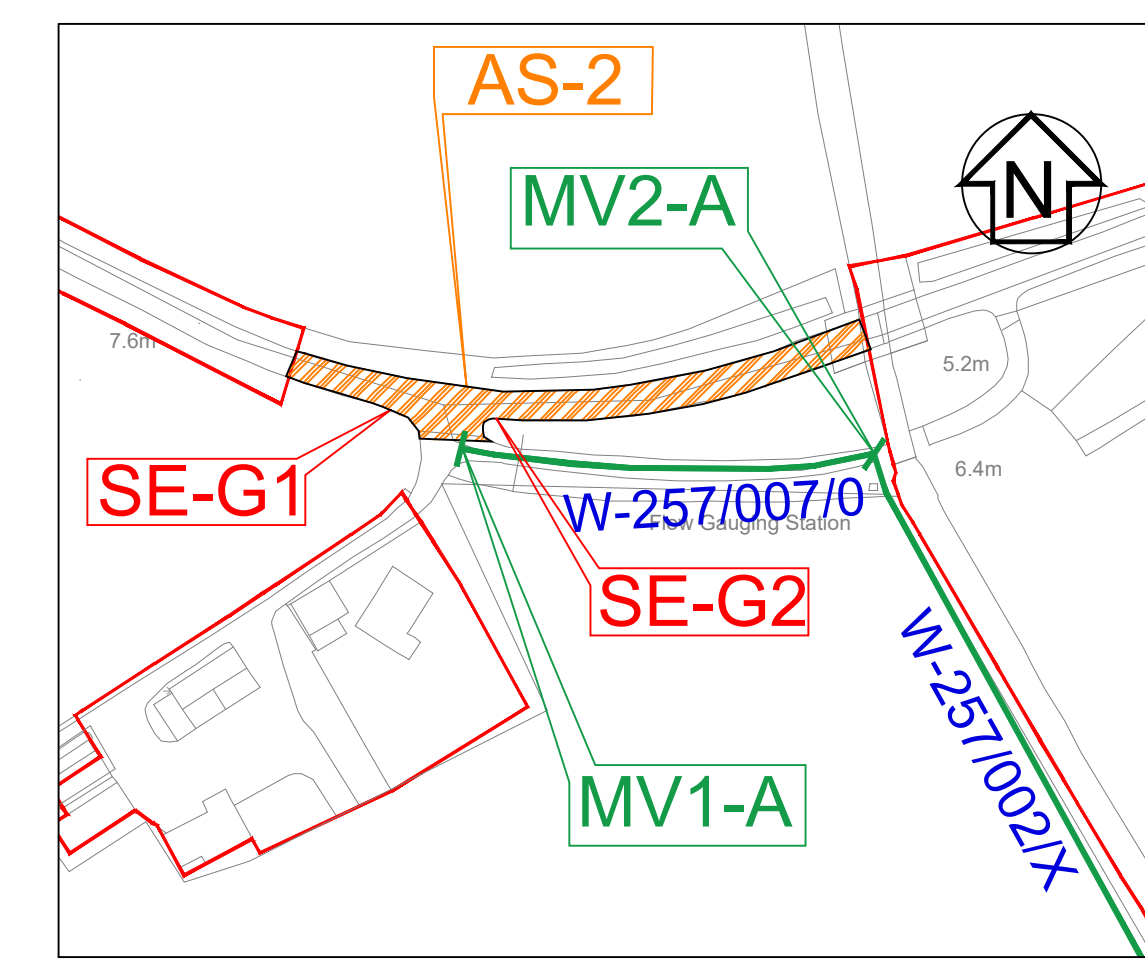 AS-2
MV2-A
N
7.6m
5.2m
SE-G1
6.4m
W-257/007/0
Flow Gauging Station
SE-G2
W-257/002/X
MV1-A